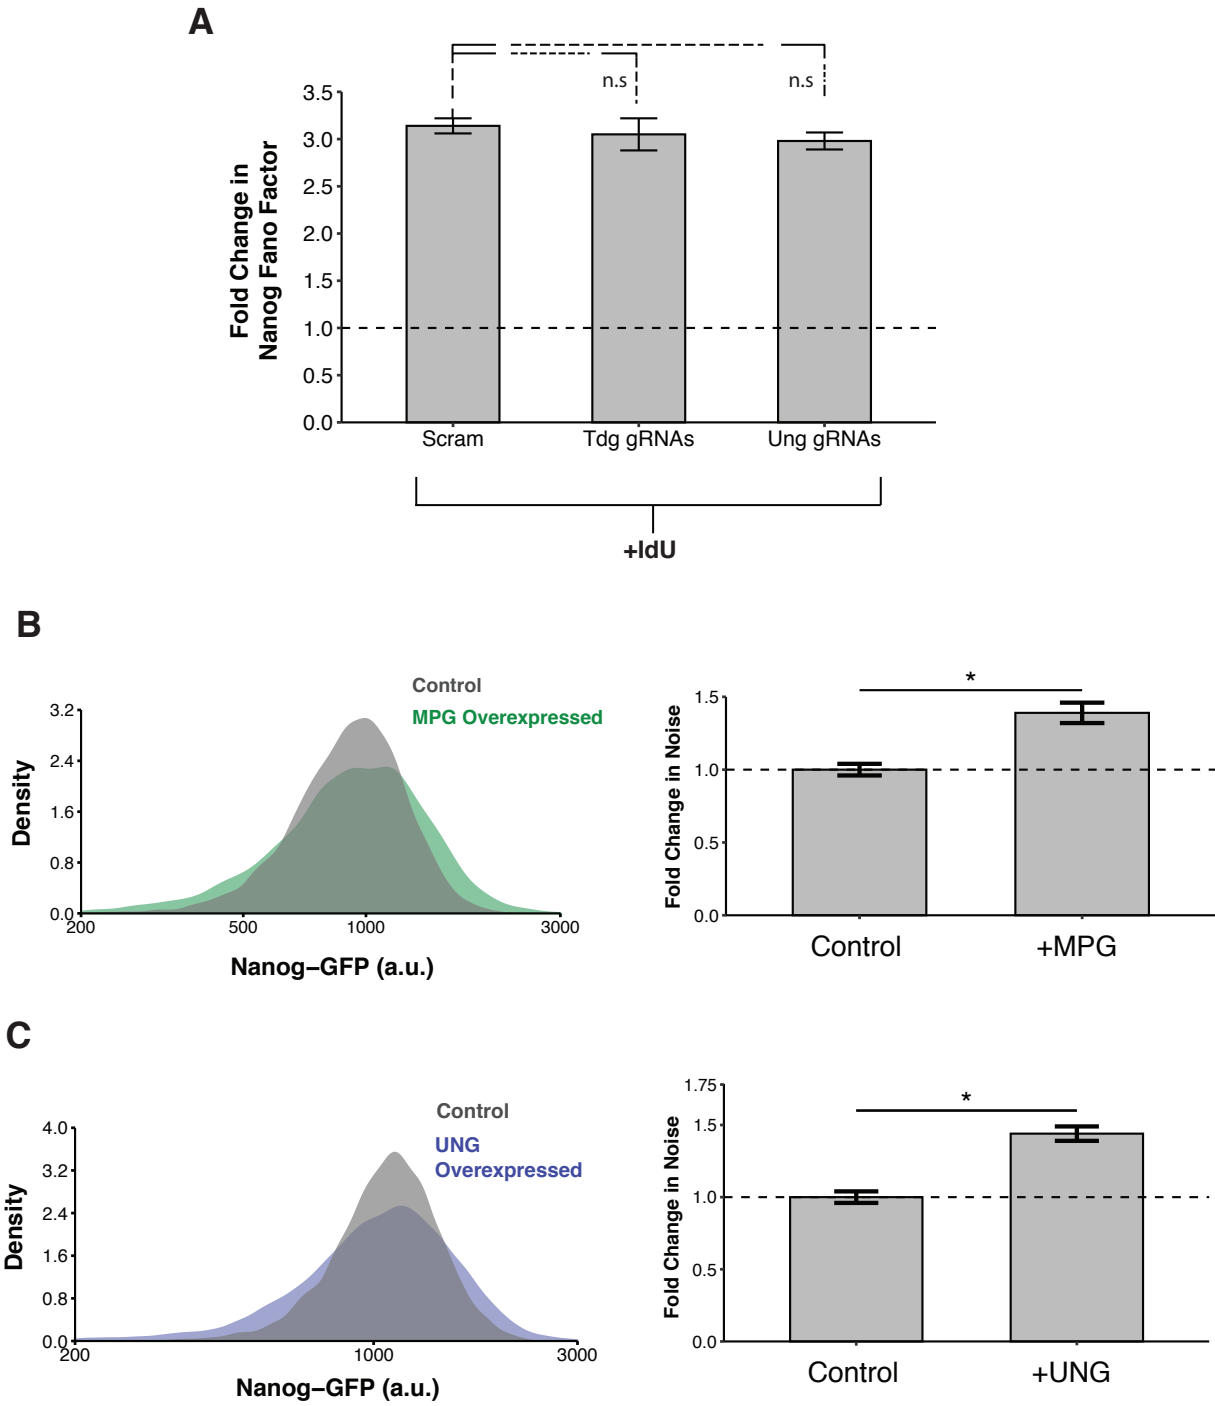 A
Fold Change in
Nanog Fano Factor
3.5
3.0
2.5
2.0
1.5
1.0
0.5
0.0
n.s
n.s
Scram
Tdg gRNAs
Ung gRNAs
+IdU
B
Density
3.2
2.4
1.6
0.8
0.0
Control
MPG Overexpressed
200
500
1000
3000
Nanog–GFP (a.u.)
Fold Change in Noise
1.5
1.0
0.5
0.0
*
Control
+MPG
C
Density
4.0
3.2
2.4
1.6
0.8
0.0
Control
UNG
Overexpressed
200
1000
3000
Nanog–GFP (a.u.)
Fold Change in Noise
1.75
1.5
1.0
0.5
0.0
*
Control
+UNG